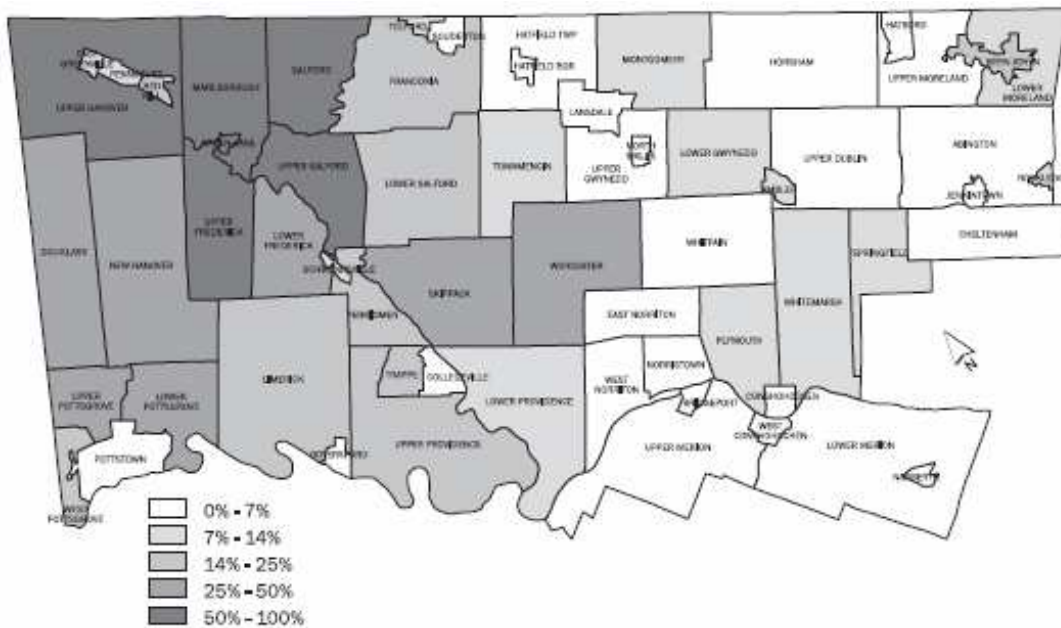 HATFIELD TWP
HATBORO
SOUDERTON
SALFORD
MONTGOMERY
HORSHAM
FRANCONIA
HATFIELD BOR
UPPER MORELAND
LOWER
MORELAND
MARLBOROUGH
UPPER HANOVER
LANSDALE
UPPER SALFORD
LOWER SALFORD
TOWAMENCIN
NORTH
WALES
UPPER
GWYNEDD
LOWER GWYNEDD
UPPER DUBLIN
ABINGTON
AMBLER
JENKINTOWN
UPPER
FREDERICK
LOWER
FREDERICK
DOUGLASS
NEW HANOVER
CHELTENHAM
WHITPAIN
SPRINGFIELD
SKIPPACK
WORCESTER
WHITEMARSH
EAST NORRITON
PLYMOUTH
LIMERICK
TRAPPE
COLLEGEVILLE
WEST
NORRITON
NORRISTOWN
UPPER
POTTSGROVE
LOWER
POTTSGROVE
LOWER PROVIDENCE
BRIDGEPORT
CONSHOHOCKEN
WEST
CONSHOHOCKEN
UPPER PROVIDENCE
UPPER MERION
LOWER MERION
POTTSTOWN
WEST
POTTSGROVE
N
0% - 7%
7% - 14%
14% - 25%
25% - 50%
50% - 100%